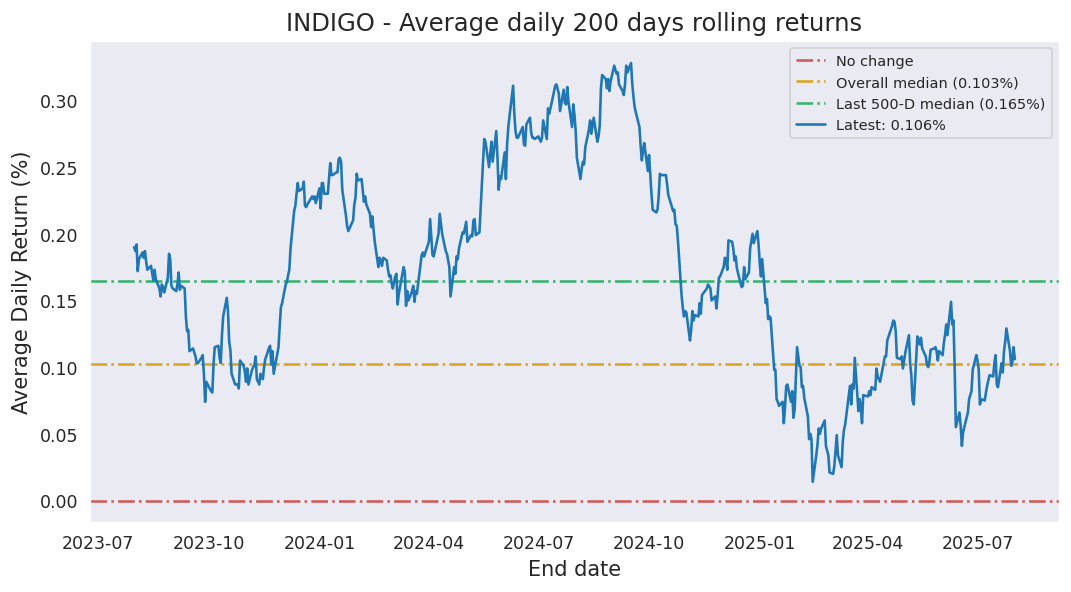 INDIGO - Average daily 200 days rolling returns
No change
Overall median (0.103%)
Last 500-D median (0.165%)
Latest: 0.106%
Average Daily Return (%)
0.30
0.25
0.20
0.15
0.10
0.05
0.00
2023-07 2023-10 2024-01 2024-04 2024-07 2024-10 2025-01 2025-04 2025-07
End date